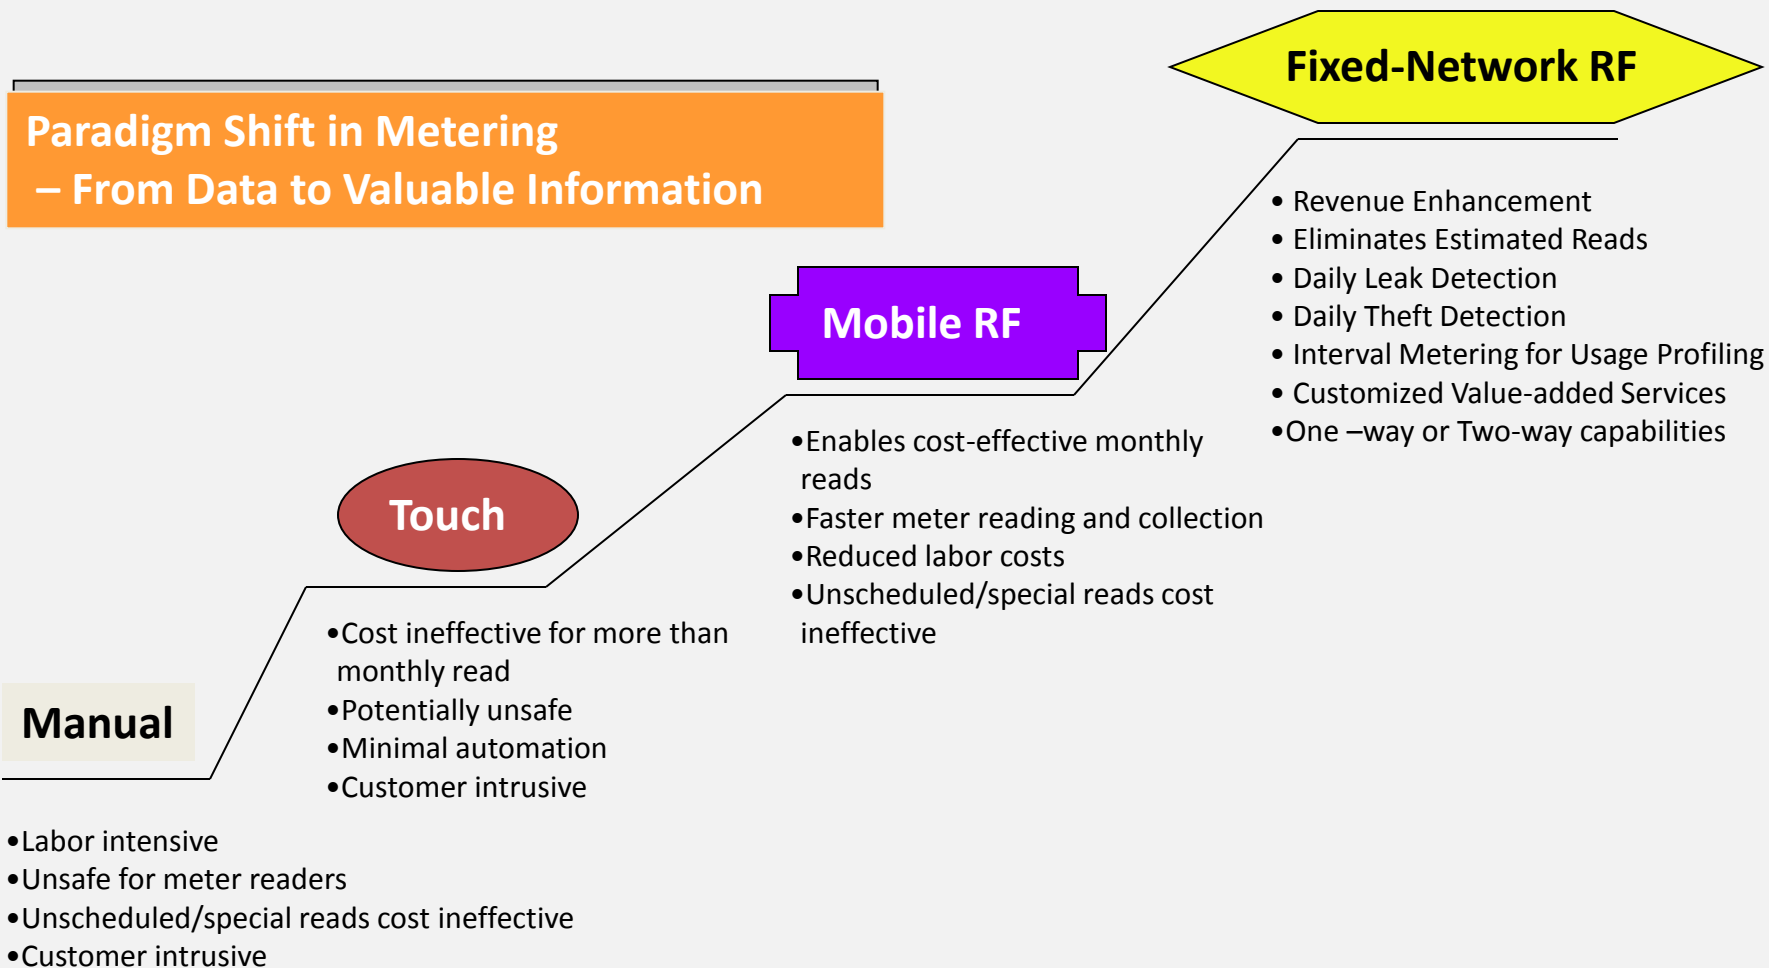 Paradigm Shift in Metering
– From Data to Valuable Information
Fixed-Network RF
• Revenue Enhancement
• Eliminates Estimated Reads
• Daily Leak Detection
• Daily Theft Detection
• Interval Metering for Usage Profiling
• Customized Value-added Services
•One –way or Two-way capabilities
Mobile RF
•Enables cost-effective monthly
reads
•Faster meter reading and collection
•Reduced labor costs
•Unscheduled/special reads cost
ineffective
Touch
•Cost ineffective for more than
monthly read
•Potentially unsafe
•Minimal automation
•Customer intrusive
Manual
•Labor intensive
•Unsafe for meter readers
•Unscheduled/special reads cost ineffective
•Customer intrusive